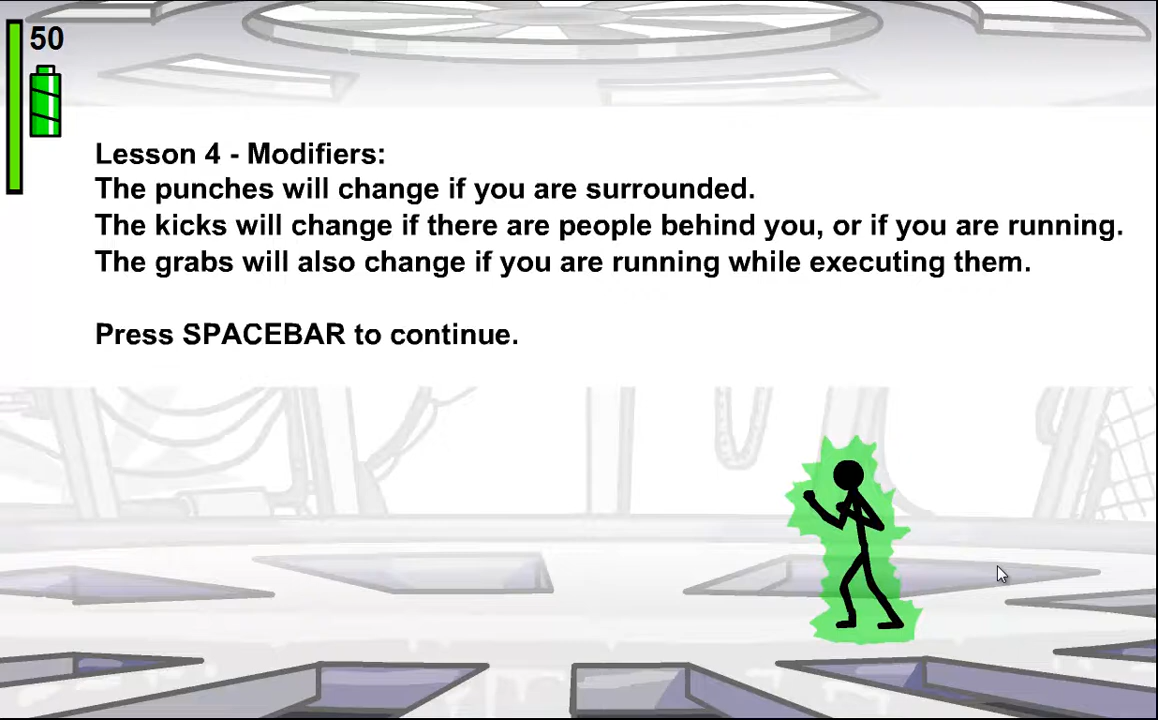 50
Lesson 4 - Modifiers:
The punches will change if you are surrounded.
The kicks will change if there are people behind you, or if you are running.
The grabs will also change if you are running while executing them.
Press SPACEBAR to continue.